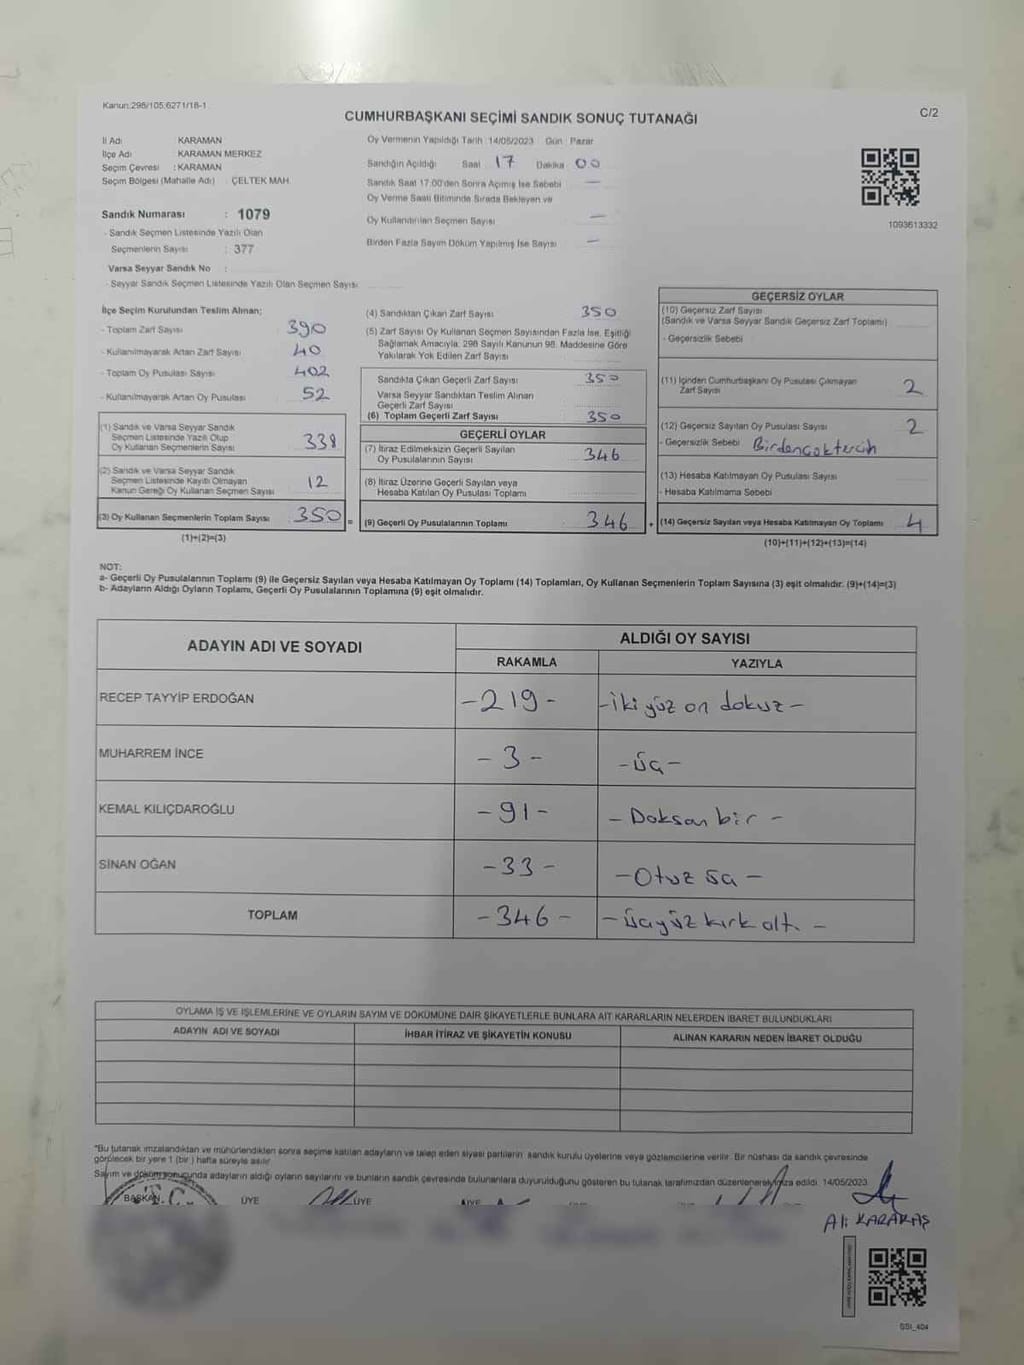 Kanun:298/105,6271/18-1
C/2
CUMHURBAŞKANI SEÇİMİ SANDIK SONUÇ TUTANAĞI
İl Adı : KARAMAN
İlçe Adı : KARAMAN MERKEZ
Seçim Çevresi : KARAMAN
Seçim Bölgesi (Mahalle Adı) : ÇELTEK MAH.
Oy Vermenin Yapıldığı Tarih : 14/05/2023 Gün : Pazar
Sandığın Açıldığı Saat 17 Dakika 00
Sandık Saat 17:00'den Sonra Açılmış İse Sebebi —
Oy Verme Saati Bitiminde Sırada Bekleyen ve
Oy Kullandırılan Seçmen Sayısı —
Birden Fazla Sayım Döküm Yapılmış İse Sayısı —
1093613332
Sandık Numarası : 1079
- Sandık Seçmen Listesinde Yazılı Olan
Seçmenlerin Sayısı : 377
Varsa Seyyar Sandık No :
- Seyyar Sandık Seçmen Listesinde Yazılı Olan Seçmen Sayısı
İlçe Seçim Kurulundan Teslim Alınan;
- Toplam Zarf Sayısı 390
- Kullanılmayarak Artan Zarf Sayısı 40
- Toplam Oy Pusulası Sayısı 402
- Kullanılmayarak Artan Oy Pusulası 52
(1) Sandık ve Varsa Seyyar Sandık
Seçmen Listesinde Yazılı Olup
Oy Kullanan Seçmenlerin Sayısı 338
(2) Sandık ve Varsa Seyyar Sandık
Seçmen Listesinde Kayıtlı Olmayan
Kanun Gereği Oy Kullanan Seçmen Sayısı 12
(3) Oy Kullanan Seçmenlerin Toplam Sayısı 350 =
(1)+(2)=(3)
(4) Sandıktan Çıkan Zarf Sayısı 350
(5) Zarf Sayısı Oy Kullanan Seçmen Sayısından Fazla İse, Eşitliği
Sağlamak Amacıyla, 298 Sayılı Kanunun 98. Maddesine Göre
Yakılarak Yok Edilen Zarf Sayısı
Sandıkta Çıkan Geçerli Zarf Sayısı 350
Varsa Seyyar Sandıktan Teslim Alınan
Geçerli Zarf Sayısı
(6) Toplam Geçerli Zarf Sayısı 350
GEÇERLİ OYLAR
(7) İtiraz Edilmeksizin Geçerli Sayılan
Oy Pusulalarının Sayısı 346
(8) İtiraz Üzerine Geçerli Sayılan veya
Hesaba Katılan Oy Pusulası Toplamı
(9) Geçerli Oy Pusulalarının Toplamı 346 +
GEÇERSİZ OYLAR
(10) Geçersiz Zarf Sayısı
(Sandık ve Varsa Seyyar Sandık Geçersiz Zarf Toplamı)
- Geçersizlik Sebebi
(11) İçinden Cumhurbaşkanı Oy Pusulası Çıkmayan
Zarf Sayısı 2
(12) Geçersiz Sayılan Oy Pusulası Sayısı 2
- Geçersizlik Sebebi Birden çok tercih
(13) Hesaba Katılmayan Oy Pusulası Sayısı
- Hesaba Katılmama Sebebi
(14) Geçersiz Sayılan veya Hesaba Katılmayan Oy Toplamı 4
(10)+(11)+(12)+(13)=(14)
NOT:
a- Geçerli Oy Pusulalarının Toplamı (9) ile Geçersiz Sayılan veya Hesaba Katılmayan Oy Toplamı (14) Toplamları, Oy Kullanan Seçmenlerin Toplam Sayısına (3) eşit olmalıdır. (9)+(14)=(3)
b- Adayların Aldığı Oyların Toplamı, Geçerli Oy Pusulalarının Toplamına (9) eşit olmalıdır.
ADAYIN ADI VE SOYADI
ALDIĞI OY SAYISI
RAKAMLA YAZIYLA
RECEP TAYYİP ERDOĞAN -219- -iki yüz on dokuz-
MUHARREM İNCE -3- -üç-
KEMAL KILIÇDAROĞLU -91- -Doksan bir-
SİNAN OĞAN -33- -Otuz üç-
TOPLAM -346- -üçyüz kırk altı-
OYLAMA İŞ VE İŞLEMLERİNE VE OYLARIN SAYIM VE DÖKÜMÜNE DAİR ŞİKAYETLERLE BUNLARA AİT KARARLARIN NELERDEN İBARET BULUNDUKLARI
ADAYIN ADI VE SOYADI İHBAR İTİRAZ VE ŞİKAYETİN KONUSU ALINAN KARARIN NEDEN İBARET OLDUĞU
*Bu tutanak imzalandıktan ve mühürlendikten sonra seçime katılan adayların ve talep eden siyasi partilerin sandık kurulu üyelerine veya gözlemcilerine verilir. Bir nüshası da sandık çevresinde
görülecek bir yere 1 (bir) hafta süreyle asılır.
Sayım ve döküm sonucunda adayların aldığı oyların sayılarını ve bunların sandık çevresinde bulunanlara duyurulduğunu gösteren bu tutanak tarafımızdan düzenlenerek imza edildi. 14/05/2023
BAŞKAN T.C. ÜYE ÜYE
Ali KARAKAŞ
GSI_404